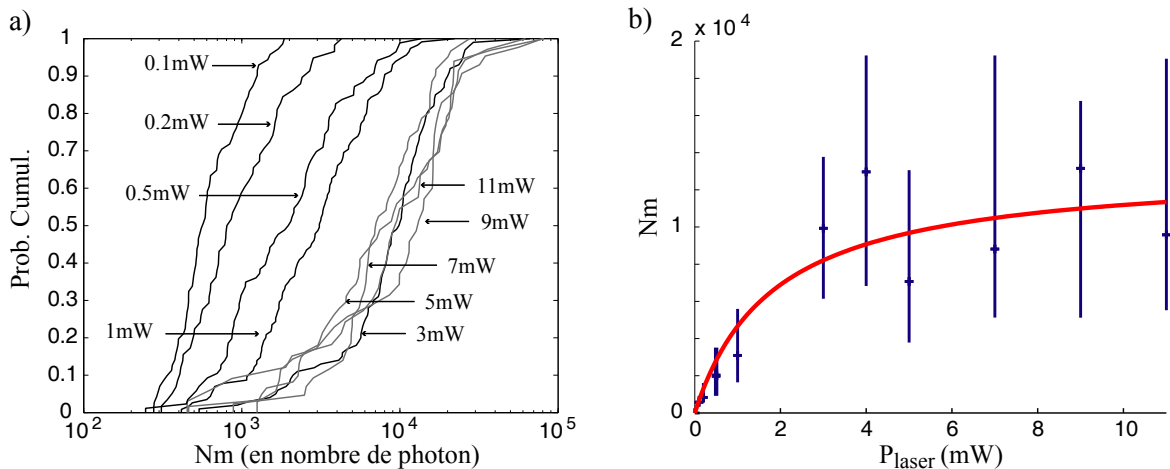 a)
Prob. Cumul.
1
0.9
0.8
0.7
0.6
0.5
0.4
0.3
0.2
0.1
0
0.1mW
0.2mW
0.5mW
1mW
11mW
9mW
7mW
5mW
3mW
10^2
10^3
10^4
10^5
Nm (en nombre de photon)
b)
x 10^4
Nm
2
1
0
0
2
4
6
8
10
P_laser (mW)